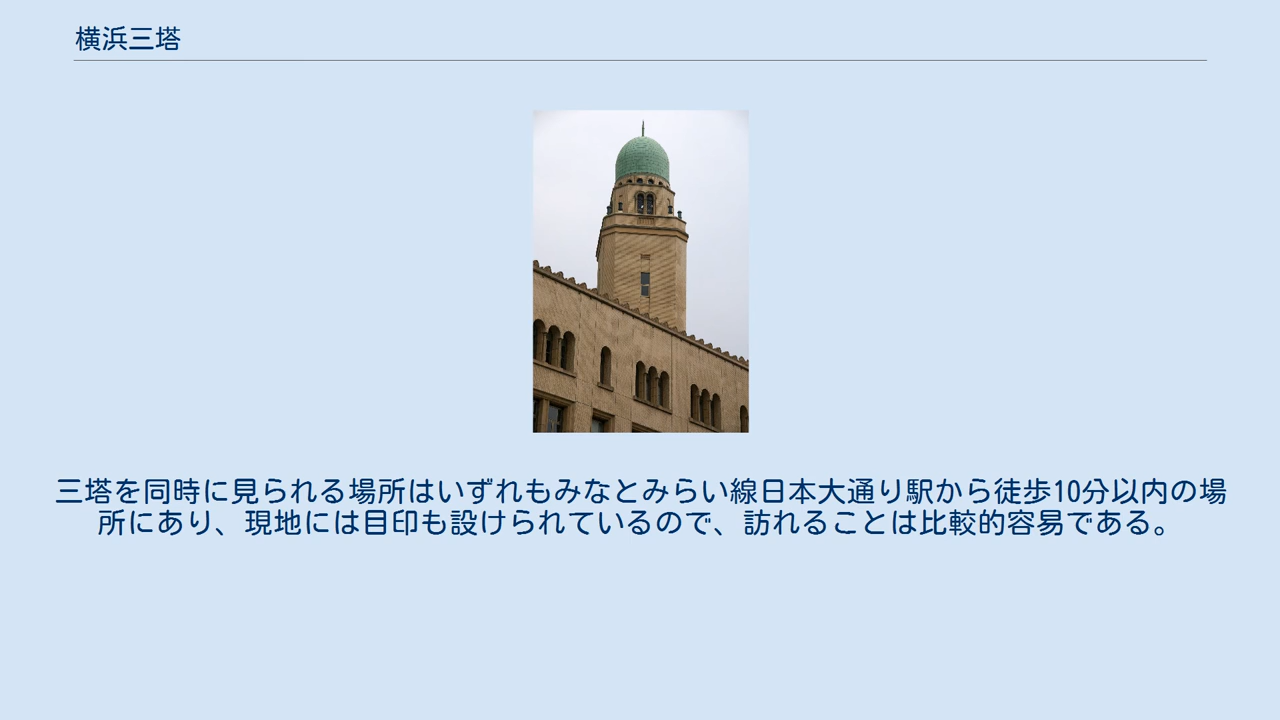 横浜三塔
三塔を同時に見られる場所はいずれもみなとみらい線日本大通り駅から徒歩10分以内の場
所にあり、現地には目印も設けられているので、訪れることは比較的容易である。